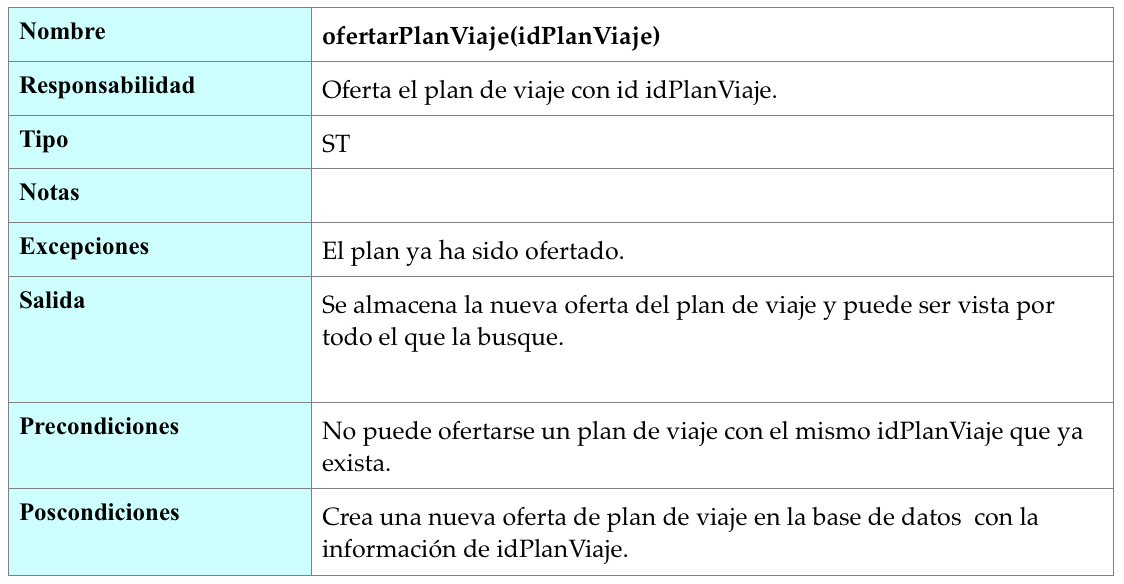 Nombre
ofertarPlanViaje(idPlanViaje)
Responsabilidad
Oferta el plan de viaje con id idPlanViaje.
Tipo
ST
Notas
Excepciones
El plan ya ha sido ofertado.
Salida
Se almacena la nueva oferta del plan de viaje y puede ser vista por
todo el que la busque.
Precondiciones
No puede ofertarse un plan de viaje con el mismo idPlanViaje que ya
exista.
Poscondiciones
Crea una nueva oferta de plan de viaje en la base de datos  con la
información de idPlanViaje.